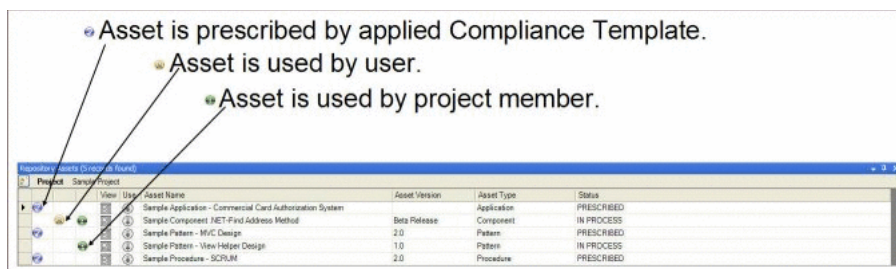 Asset is prescribed by applied Compliance Template.
Asset is used by user.
Asset is used by project member.
Repository Assets (5 records found)
Project Sample Project
View Use Asset Name Asset Version Asset Type Status
Sample Application - Commercial Card Authorization System Application PRESCRIBED
Sample Component .NET-Find Address Method Beta Release Component IN PROCESS
Sample Pattern - MVC Design 2.0 Pattern PRESCRIBED
Sample Pattern - View Helper Design 1.0 Pattern IN PROCESS
Sample Procedure - SCRUM 2.0 Procedure PRESCRIBED